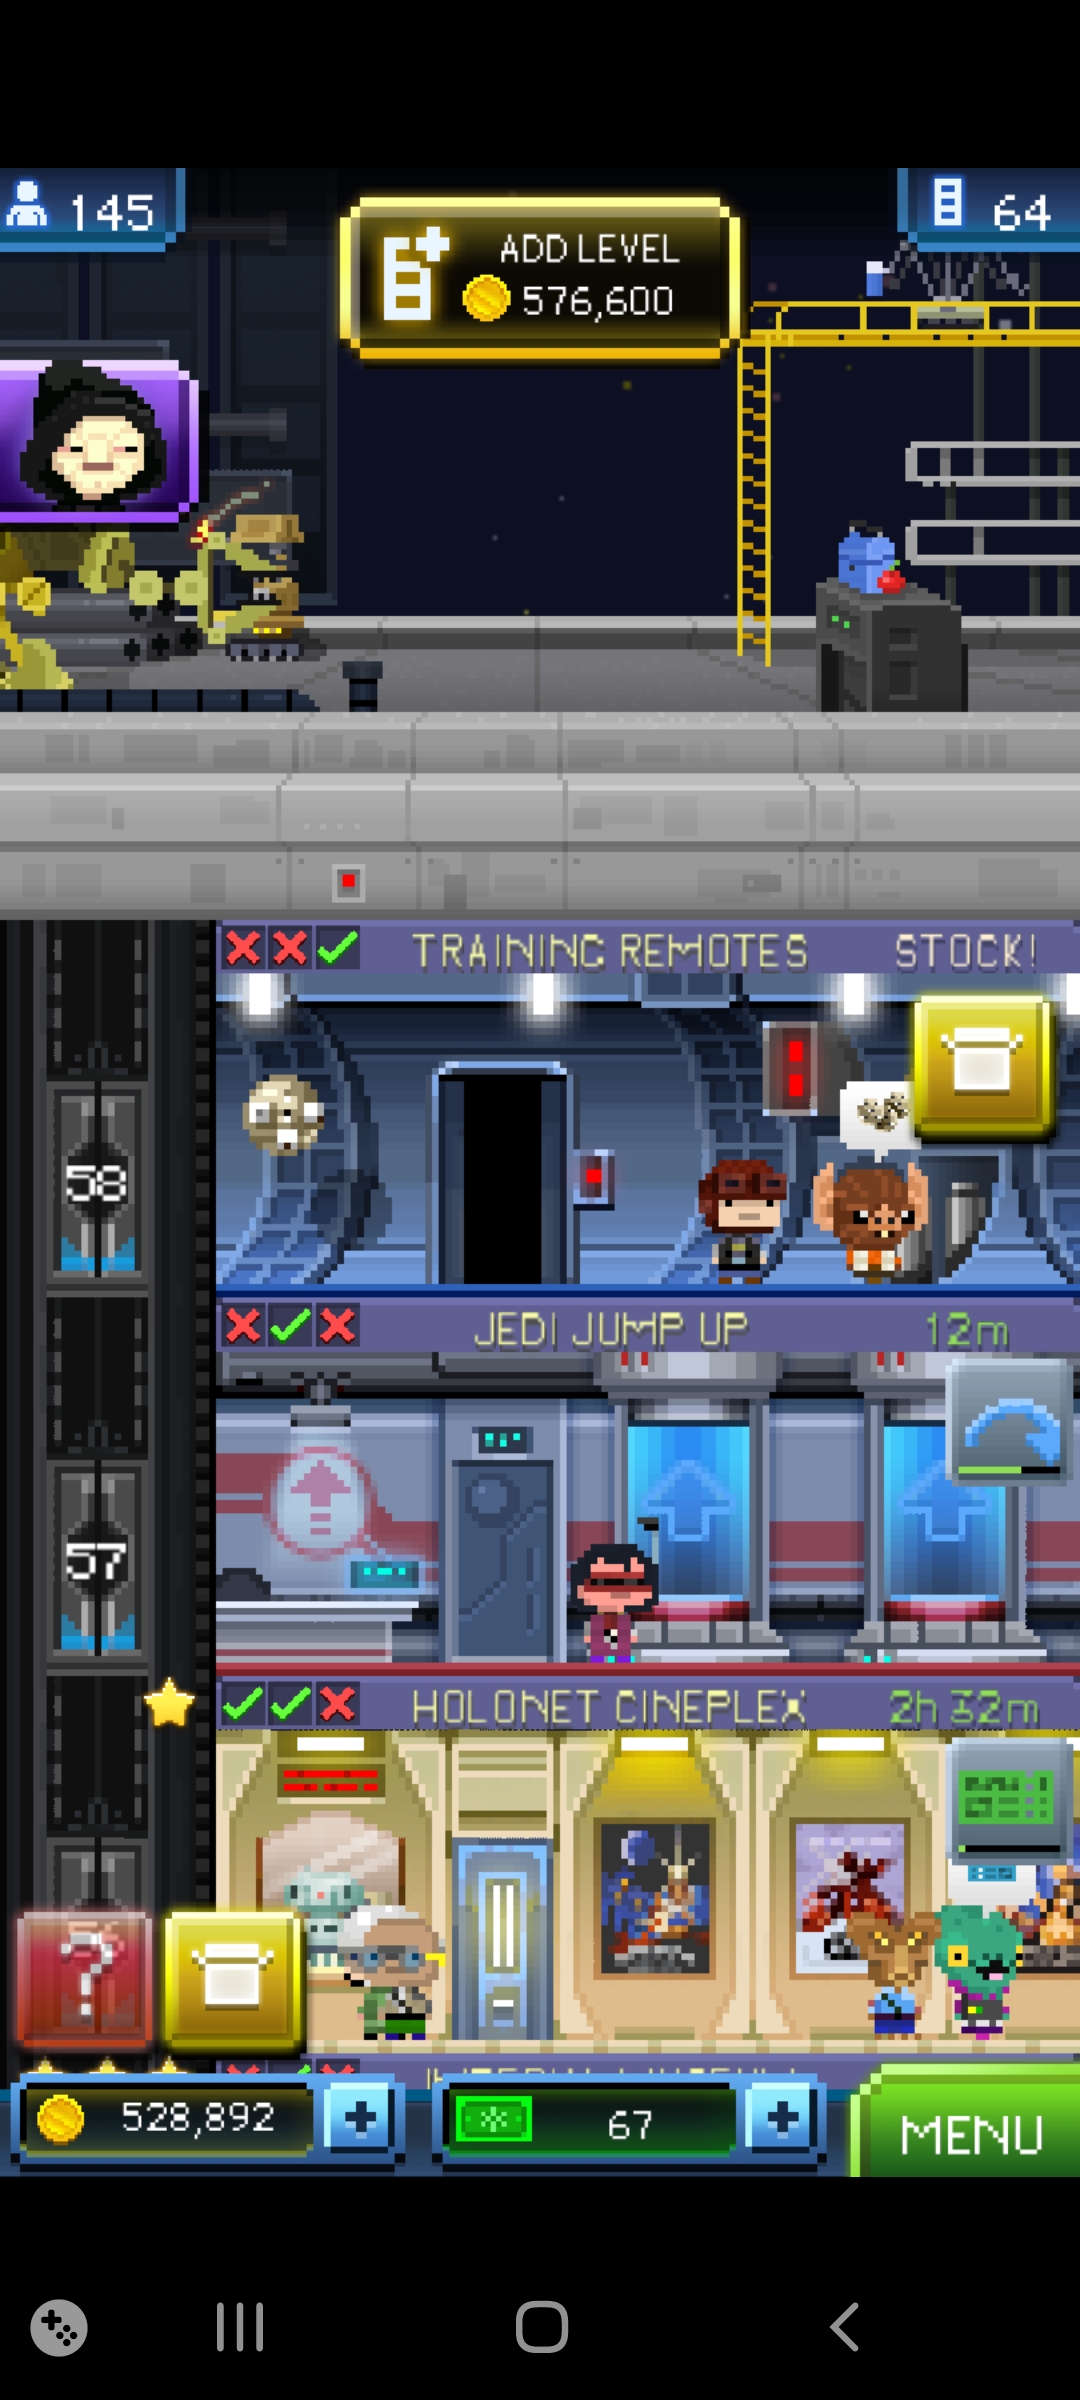 145
ADD LEVEL
576,600
64
TRAINING REMOTES STOCK!
58
JEDI JUMP UP 12m
57
HOLONET CINEPLEX 2h 32m
?
528,892
67
MENU